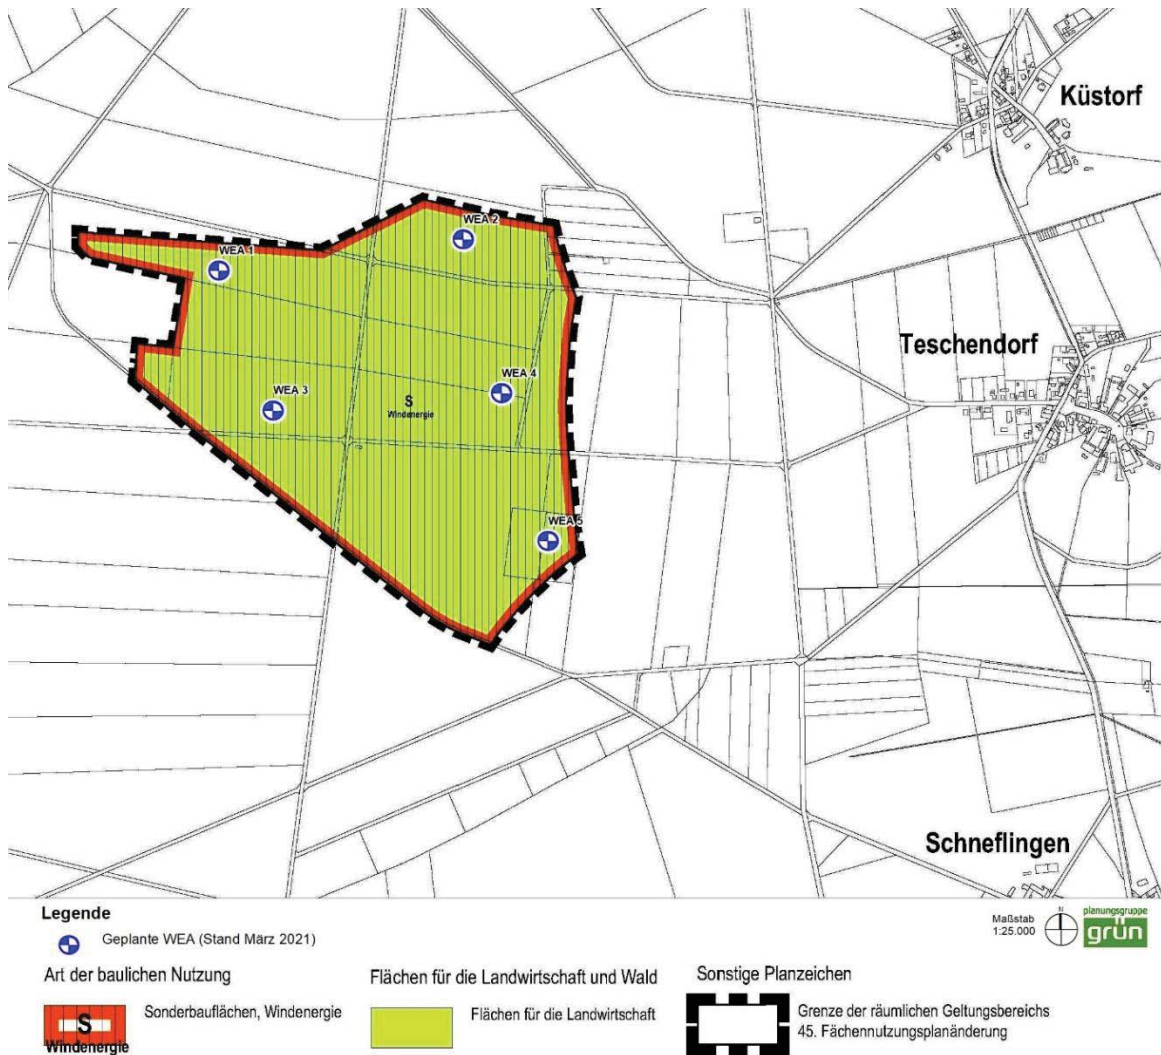 Küstorf
WEA 2
WEA 1
Teschendorf
WEA 4
WEA 3
S
Windenergie
WEA 5
Schneflingen
Legende
Geplante WEA (Stand März 2021)
Maßstab
1:25.000
N
planungsgruppe
grün
Art der baulichen Nutzung
Flächen für die Landwirtschaft und Wald
Sonstige Planzeichen
S
Windenergie
Sonderbauflächen, Windenergie
Flächen für die Landwirtschaft
Grenze der räumlichen Geltungsbereichs
45. Fächennutzungsplanänderung